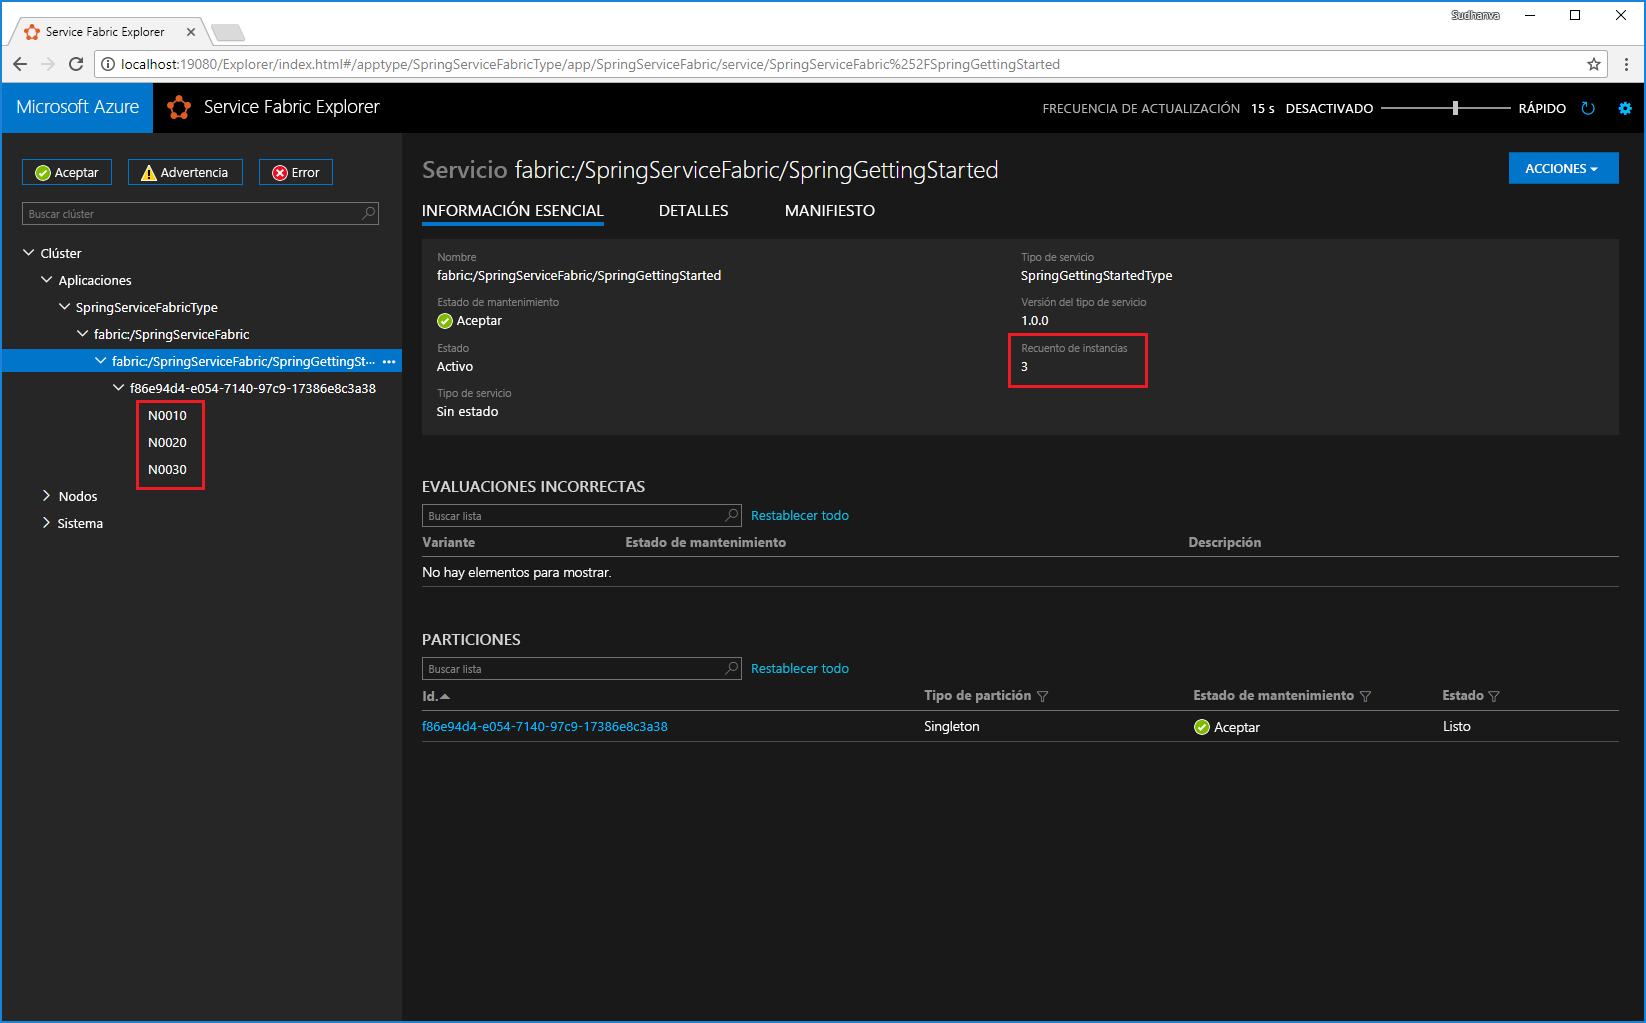 Sudhanva
Service Fabric Explorer
localhost:19080/Explorer/index.html#/apptype/SpringServiceFabricType/app/SpringServiceFabric/service/SpringServiceFabric%252FSpringGettingStarted
Microsoft Azure
Service Fabric Explorer
FRECUENCIA DE ACTUALIZACIÓN 15 s DESACTIVADO RÁPIDO
Aceptar Advertencia Error
Buscar clúster
Clúster
Aplicaciones
SpringServiceFabricType
fabric:/SpringServiceFabric
fabric:/SpringServiceFabric/SpringGettingSt...
f86e94d4-e054-7140-97c9-17386e8c3a38
N0010
N0020
N0030
Nodos
Sistema
Servicio fabric:/SpringServiceFabric/SpringGettingStarted
ACCIONES
INFORMACIÓN ESENCIAL DETALLES MANIFIESTO
Nombre
fabric:/SpringServiceFabric/SpringGettingStarted
Estado de mantenimiento
Aceptar
Estado
Activo
Tipo de servicio
Sin estado
Tipo de servicio
SpringGettingStartedType
Versión del tipo de servicio
1.0.0
Recuento de instancias
3
EVALUACIONES INCORRECTAS
Buscar lista Restablecer todo
Variante Estado de mantenimiento Descripción
No hay elementos para mostrar.
PARTICIONES
Buscar lista Restablecer todo
Id. Tipo de partición Estado de mantenimiento Estado
f86e94d4-e054-7140-97c9-17386e8c3a38 Singleton Aceptar Listo